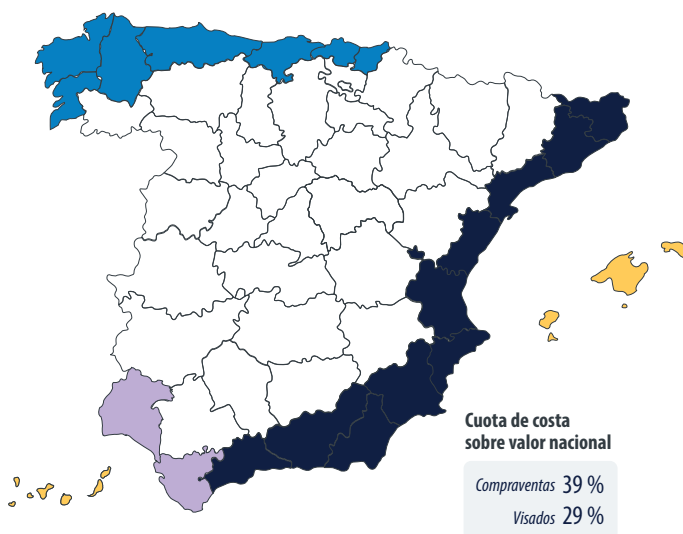 Cuota de costa
sobre valor nacional
Compraventas 39 %
Visados 29 %